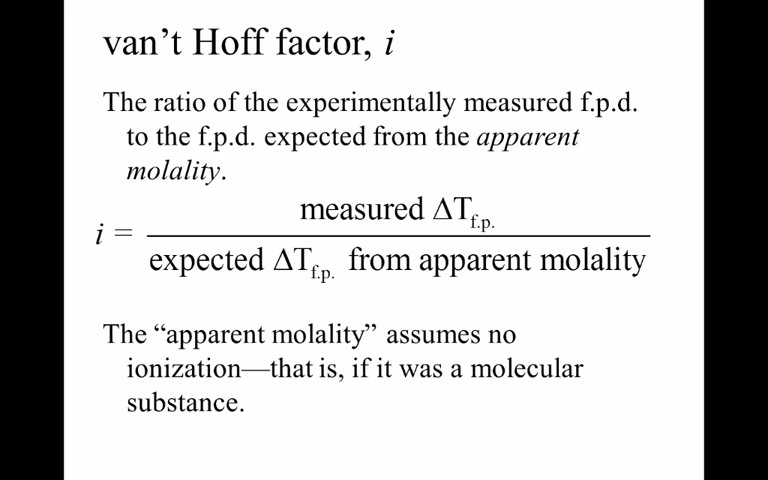 van’t Hoff factor, i
The ratio of the experimentally measured f.p.d.
to the f.p.d. expected from the apparent
molality.
i = measured ΔTf.p.
expected ΔTf.p. from apparent molality
The “apparent molality” assumes no
ionization—that is, if it was a molecular
substance.